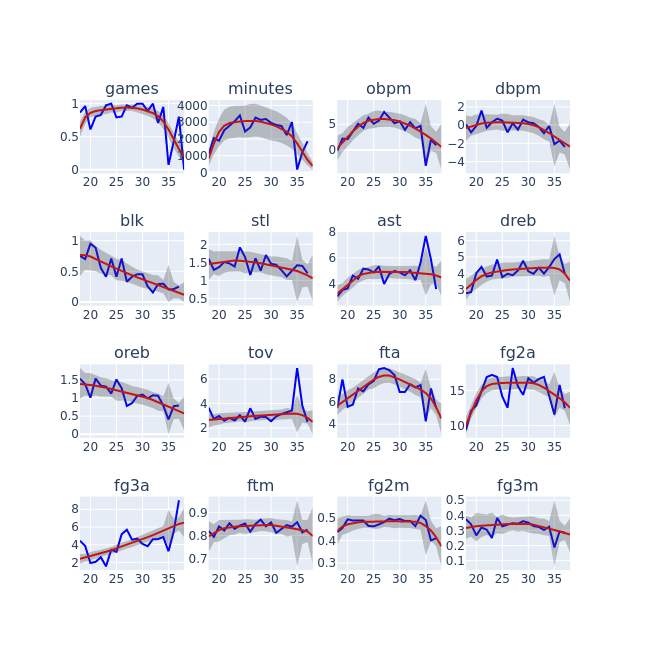 games minutes obpm dbpm
1 0.5 0
4000 3000 2000 1000 0
5 0
2 0 −2 −4
20 25 30 35 20 25 30 35 20 25 30 35 20 25 30 35
blk stl ast dreb
1 0.5 0
2 1.5 1 0.5
8 6 4
6 5 4 3
20 25 30 35 20 25 30 35 20 25 30 35 20 25 30 35
oreb tov fta fg2a
1.5 1 0.5 0
6 4 2
8 6 4
15 10
20 25 30 35 20 25 30 35 20 25 30 35 20 25 30 35
fg3a ftm fg2m fg3m
8 6 4 2
0.9 0.8 0.7
0.5 0.4 0.3
0.5 0.4 0.3 0.2 0.1
20 25 30 35 20 25 30 35 20 25 30 35 20 25 30 35